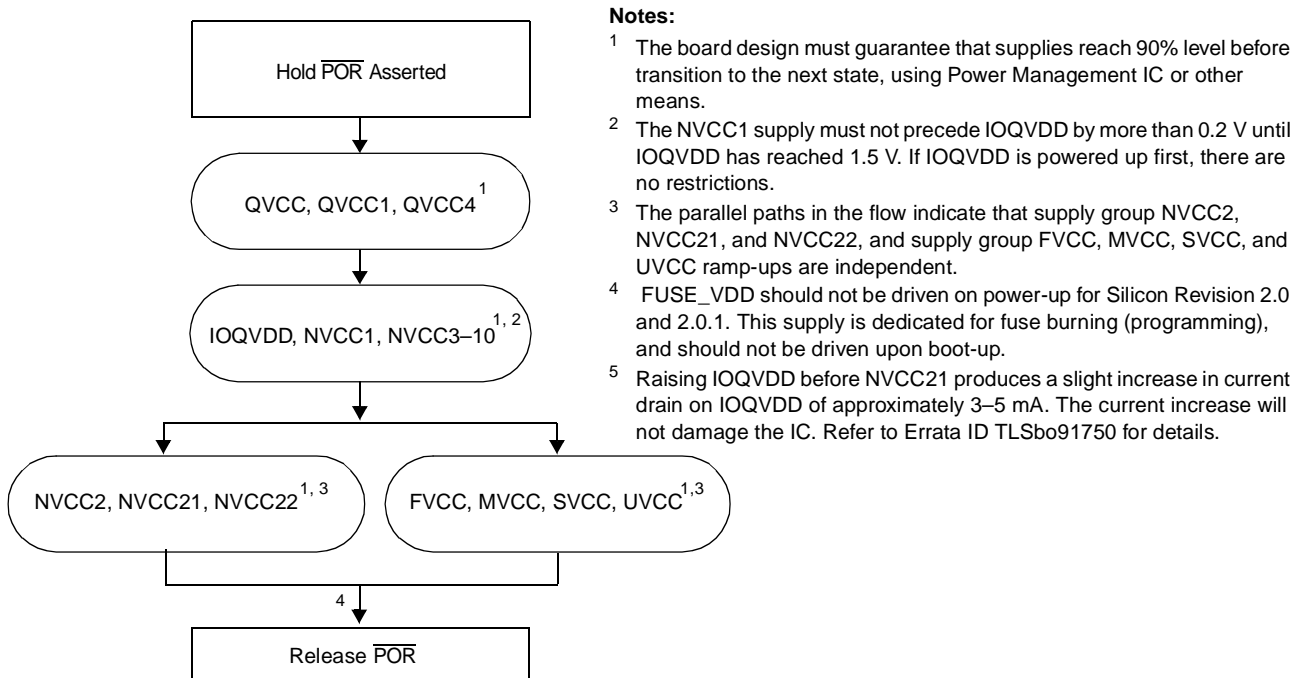 Hold POR Asserted
QVCC, QVCC1, QVCC4 1
IOQVDD, NVCC1, NVCC3–10 1, 2
NVCC2, NVCC21, NVCC22 1, 3
FVCC, MVCC, SVCC, UVCC 1,3
4
Release POR
Notes:
1 The board design must guarantee that supplies reach 90% level before
transition to the next state, using Power Management IC or other
means.
2 The NVCC1 supply must not precede IOQVDD by more than 0.2 V until
IOQVDD has reached 1.5 V. If IOQVDD is powered up first, there are
no restrictions.
3 The parallel paths in the flow indicate that supply group NVCC2,
NVCC21, and NVCC22, and supply group FVCC, MVCC, SVCC, and
UVCC ramp-ups are independent.
4 FUSE_VDD should not be driven on power-up for Silicon Revision 2.0
and 2.0.1. This supply is dedicated for fuse burning (programming),
and should not be driven upon boot-up.
5 Raising IOQVDD before NVCC21 produces a slight increase in current
drain on IOQVDD of approximately 3–5 mA. The current increase will
not damage the IC. Refer to Errata ID TLSbo91750 for details.